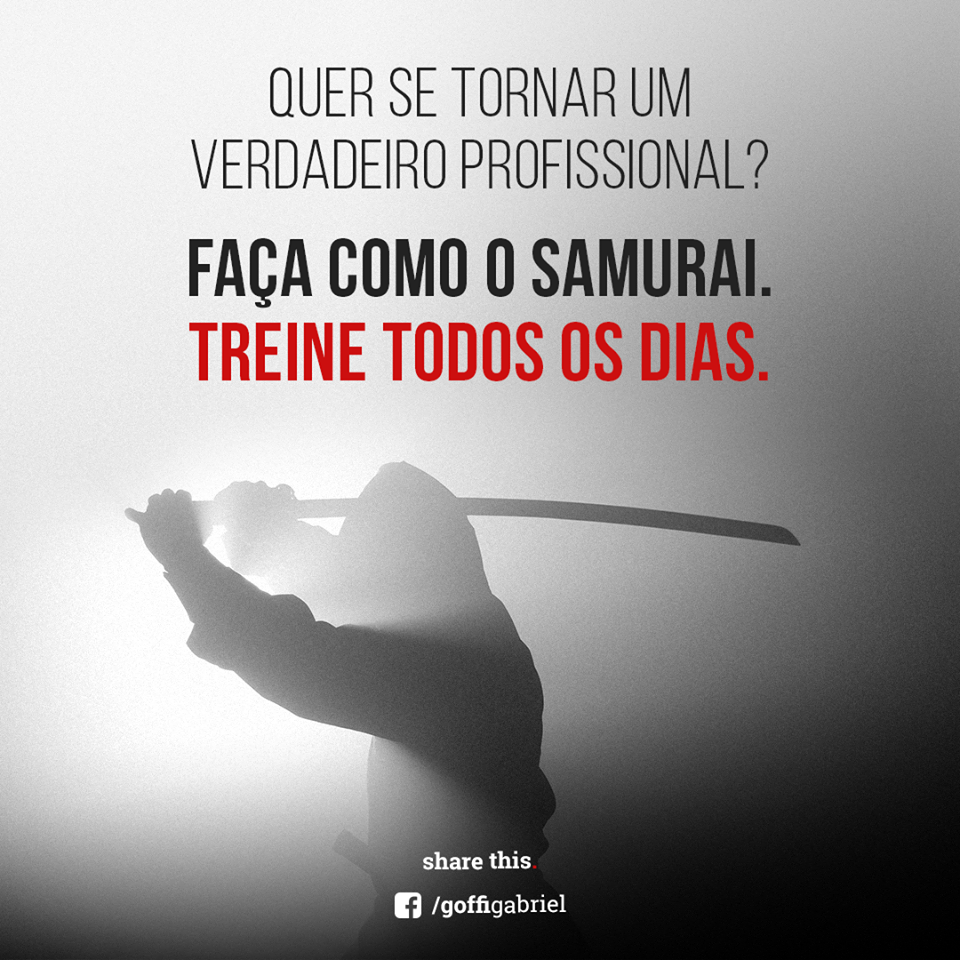 QUER SE TORNAR UM
VERDADEIRO PROFISSIONAL?
FAÇA COMO O SAMURAI.
TREINE TODOS OS DIAS.
share this.
/goffigabriel